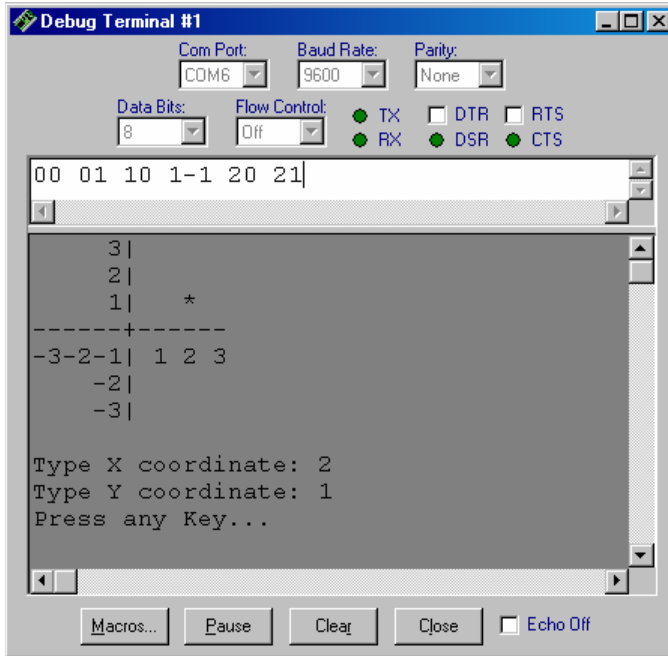 Debug Terminal #1
Com Port: Baud Rate: Parity:
COM6 9600 None
Data Bits: Flow Control: TX DTR RTS
8 Off RX DSR CTS
00 01 10 1-1 20 21
3|
2|
1|   *
------+------
-3-2-1| 1 2 3
-2|
-3|
Type X coordinate: 2
Type Y coordinate: 1
Press any Key...
Macros... Pause Clear Close Echo Off